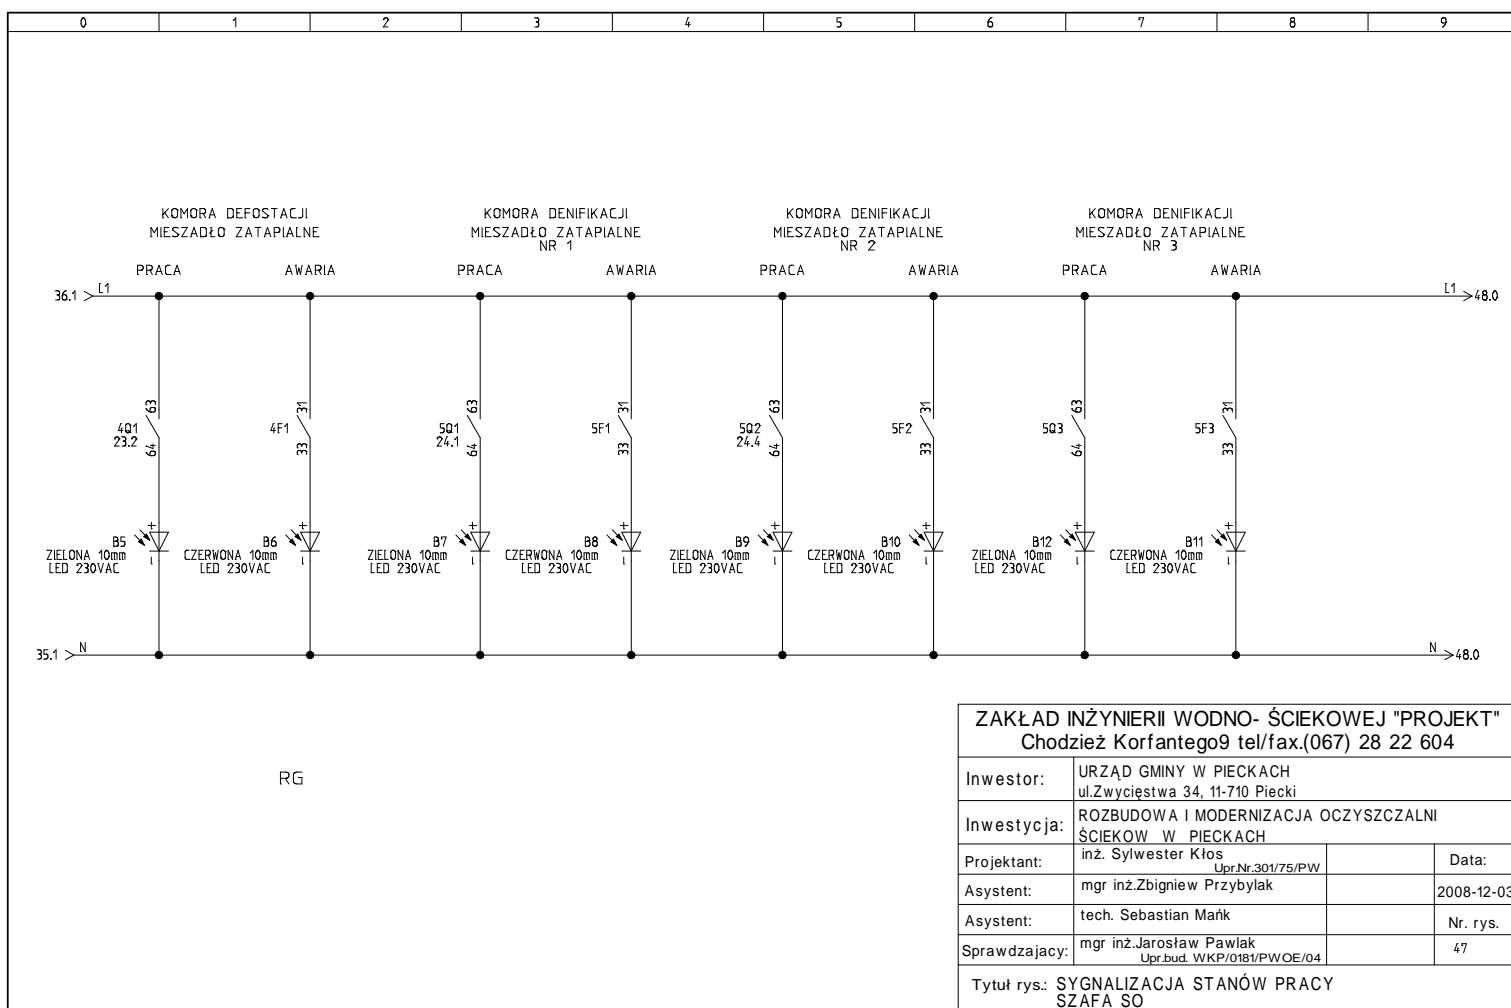 0 1 2 3 4 5 6 7 8 9
KOMORA DEFOSTACJI
MIESZADŁO ZATAPIALNE
KOMORA DENIFIKACJI
MIESZADŁO ZATAPIALNE
NR 1
KOMORA DENIFIKACJI
MIESZADŁO ZATAPIALNE
NR 2
KOMORA DENIFIKACJI
MIESZADŁO ZATAPIALNE
NR 3
PRACA AWARIA PRACA AWARIA PRACA AWARIA PRACA AWARIA
36.1 L1 L1 48.0
63 31 63 31 63 31 63 31
4Q1 4F1 5Q1 5F1 5Q2 5F2 5Q3 5F3
23.2 24.1 24.4
64 33 64 33 64 33 64 33
+ + + + + + + +
B5 B6 B7 B8 B9 B10 B12 B11
ZIELONA 10mm CZERWONA 10mm ZIELONA 10mm CZERWONA 10mm ZIELONA 10mm CZERWONA 10mm ZIELONA 10mm CZERWONA 10mm
LED 230VAC LED 230VAC LED 230VAC LED 230VAC LED 230VAC LED 230VAC LED 230VAC LED 230VAC
35.1 N N 48.0
RG
ZAKŁAD INŻYNIERII WODNO- ŚCIEKOWEJ "PROJEKT"
Chodzież Korfantego9 tel/fax.(067) 28 22 604
Inwestor: URZĄD GMINY W PIECKACH
ul.Zwycięstwa 34, 11-710 Piecki
Inwestycja: ROZBUDOWA I MODERNIZACJA OCZYSZCZALNI
ŚCIEKOW W PIECKACH
Projektant: inż. Sylwester Kłos
Upr.Nr.301/75/PW
Data:
Asystent: mgr inż.Zbigniew Przybylak 2008-12-03
Asystent: tech. Sebastian Mańk Nr. rys.
Sprawdzajacy: mgr inż.Jarosław Pawlak
Upr.bud. WKP/0181/PWOE/04
47
Tytuł rys.: SYGNALIZACJA STANÓW PRACY
SZAFA SO